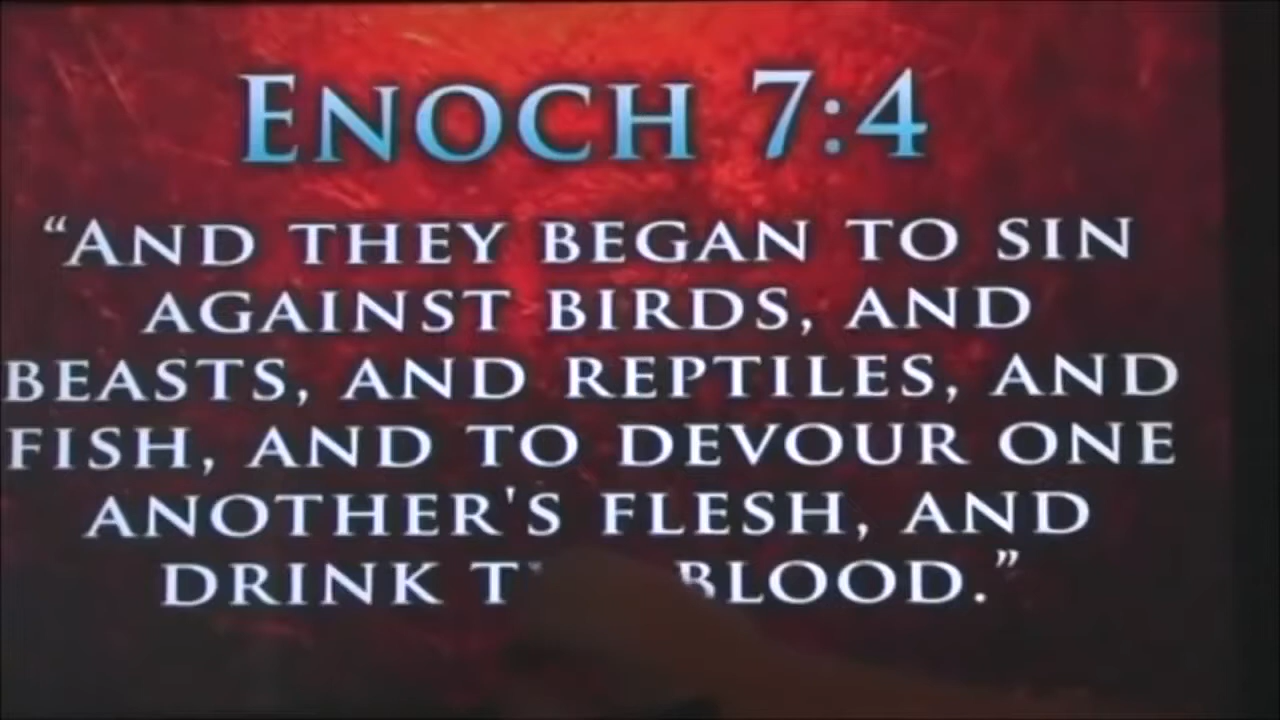 ENOCH 7:4
“AND THEY BEGAN TO SIN
AGAINST BIRDS, AND
BEASTS, AND REPTILES, AND
FISH, AND TO DEVOUR ONE
ANOTHER'S FLESH, AND
DRINK BLOOD.”